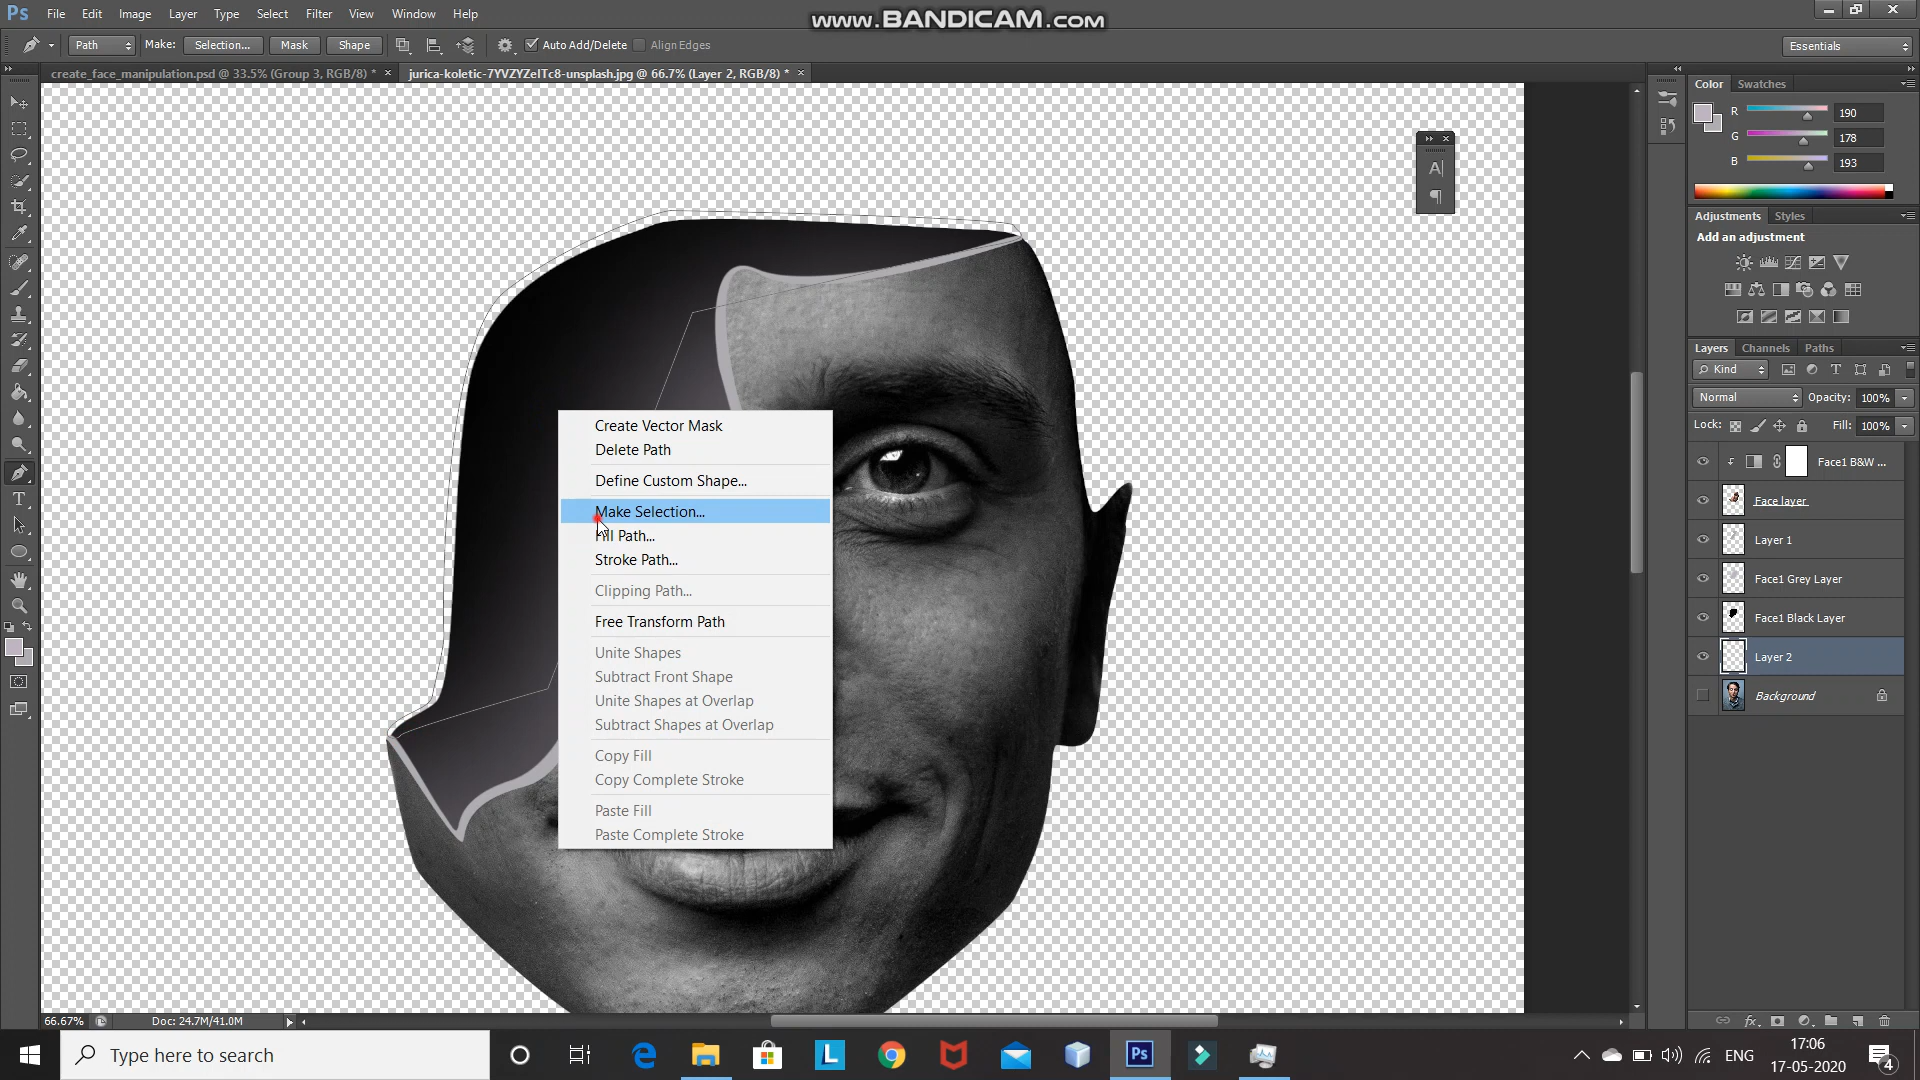 Ps File Edit Image Layer Type Select Filter View Window Help
www.BANDICAM.com
Path Make: Selection... Mask Shape Auto Add/Delete Align Edges Essentials
create_face_manipulation.psd @ 33.5% (Group 3, RGB/8) * × jurica-koletic-7YVZYZeITc8-unsplash.jpg @ 66.7% (Layer 2, RGB/8) * ×
Color Swatches
R 190
G 178
B 193
Adjustments Styles
Add an adjustment
Layers Channels Paths
Kind
Normal Opacity: 100%
Lock: Fill: 100%
Face1 B&W ...
Face layer
Layer 1
Face1 Grey Layer
Face1 Black Layer
Layer 2
Background
Create Vector Mask
Delete Path
Define Custom Shape...
Make Selection...
Fill Path...
Stroke Path...
Clipping Path...
Free Transform Path
Unite Shapes
Subtract Front Shape
Unite Shapes at Overlap
Subtract Shapes at Overlap
Copy Fill
Copy Complete Stroke
Paste Fill
Paste Complete Stroke
66.67% Doc: 24.7M/41.0M
Type here to search
ENG
17:06
17-05-2020
4